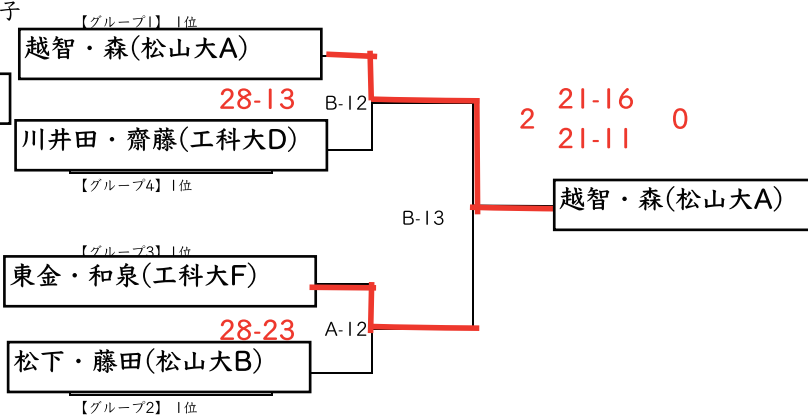 子
【グループ1】 1位
越智・森(松山大A)
28-13
B-12
2
21-16
21-11
0
川井田・齋藤(工科大D)
【グループ4】 1位
越智・森(松山大A)
B-13
【グループ3】 1位
東金・和泉(工科大F)
28-23
A-12
松下・藤田(松山大B)
【グループ2】 1位